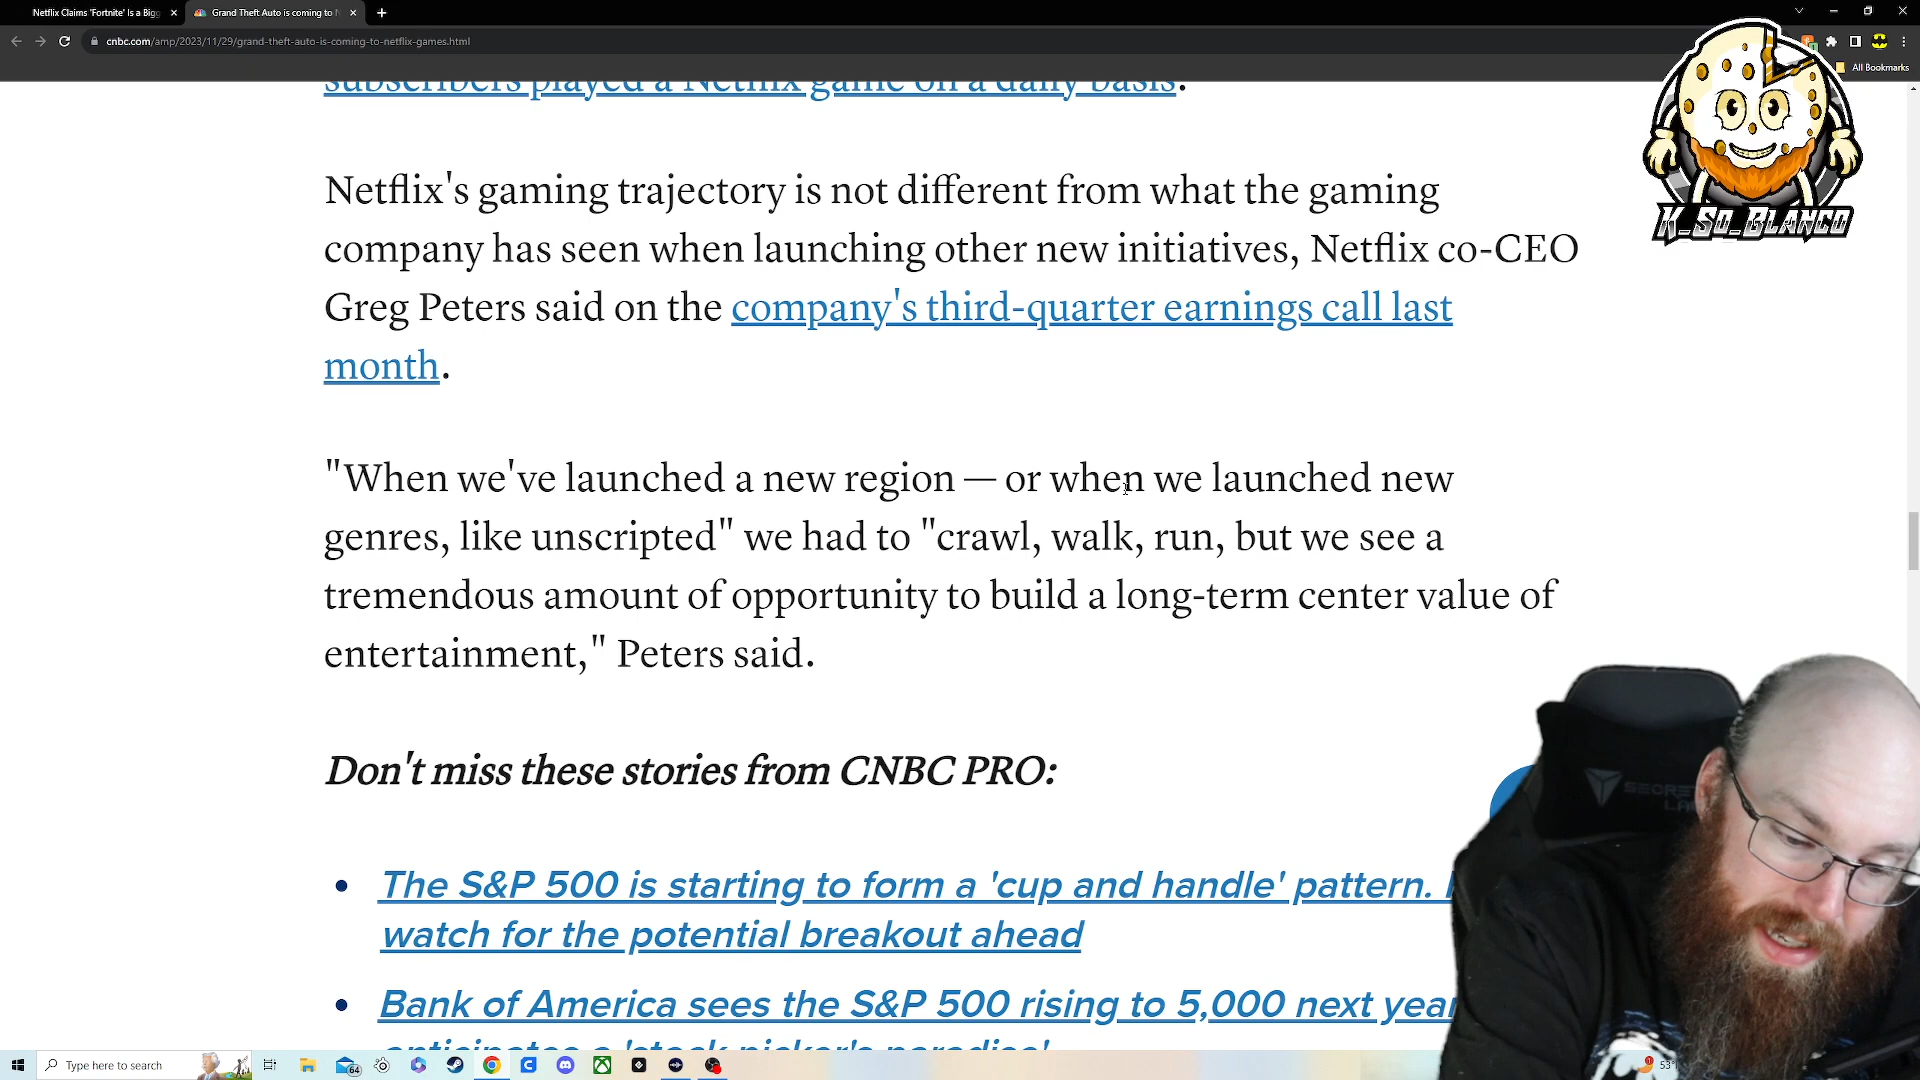 Netflix Claims 'Fortnite' Is a Bigg
Grand Theft Auto is coming to N
cnbc.com/amp/2023/11/29/grand-theft-auto-is-coming-to-netflix-games.html
All Bookmarks
K_SO_BLANCO
subscribers played a Netflix game on a daily basis.
Netflix's gaming trajectory is not different from what the gaming
company has seen when launching other new initiatives, Netflix co-CEO
Greg Peters said on the company's third-quarter earnings call last
month.
"When we've launched a new region — or when we launched new
genres, like unscripted" we had to "crawl, walk, run, but we see a
tremendous amount of opportunity to build a long-term center value of
entertainment," Peters said.
Don't miss these stories from CNBC PRO:
• The S&P 500 is starting to form a 'cup and handle' pattern.
watch for the potential breakout ahead
• Bank of America sees the S&P 500 rising to 5,000 next year
anticipates a 'stock picker's paradise'
SECRET
LA
Type here to search
64
1
53°